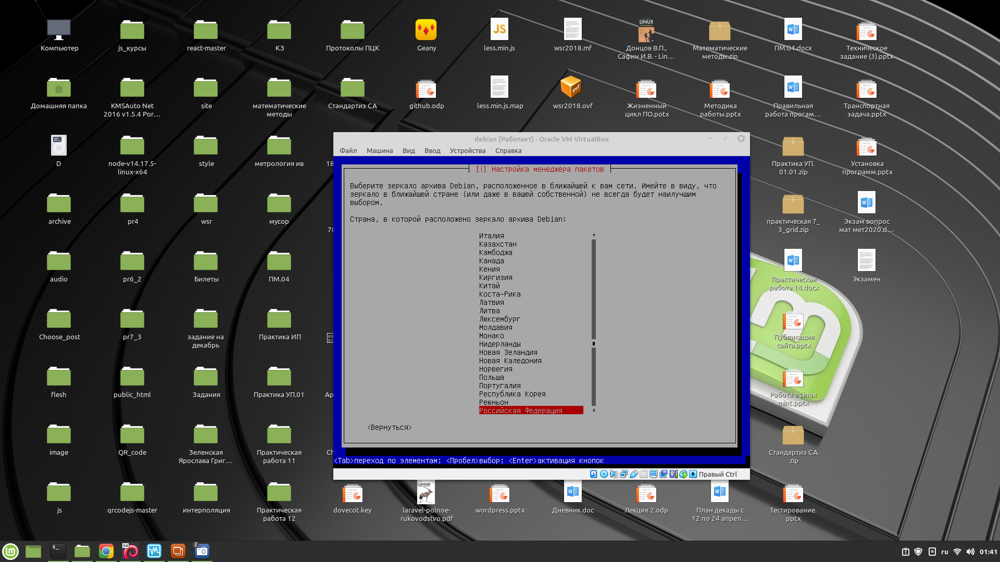 Компьютер
js_курсы
react-master
КЗ
Протоколы ПЦК
Geany
less.min.js
wsr2018.mf
Донцов В.П.,
Сафин И.В. - Lin...
Математические
методы.zip
ПМ.04.docx
Техническое
задание (3).pptx
Домашняя папка
KMSAuto Net
2016 v1.5.4 Por...
site
математические
методы
Стандартиз СА
github.odp
less.min.js.map
wsr2018.ovf
Жизненный
цикл ПО.potx
Методика
работы.pptx
Правильная
работа прогам...
Транспортная
задача.pptx
D
node-v14.17.5-
linux-x64
style
метрология ив
18
Практика УП.
01.01.zip
Установка
программ.pptx
archive
pr4
wsr
мусор
70
практическая 7_
3_grid.zip
Экзам вопрос
мат мет2020.d...
audio
pr6_2
Билеты
ПМ.04
Практическая
работа 14.docx
Экзамен
Choose_post
pr7_3
задание на
декабрь
Практика ИП
Публикация
сайта.pptx
flesh
public_html
Задания
Практика УП.01
Ap
Работа в Linux
mint.pptx
image
QR_code
Зеленская
Ярослава Григ...
Практическая
работа 11
Ch
Стандартиз СА.
zip
js
qrcodejs-master
интерполяция
Практическая
работа 12
dovecot.key
Laravel
laravel-polnoe-
rukovodstvo.pdf
wordpress.pptx
Дневник.doc
Лекция 2.odp
План декады с
12 по 24 апрел...
Тестирование.
pptx
debian [Работает] - Oracle VM VirtualBox
Файл Машина Вид Ввод Устройства Справка
[!] Настройка менеджера пакетов
Выберите зеркало архива Debian, расположенное в ближайшей к вам сети. Имейте в виду, что
зеркало в ближайшей стране (или даже в вашей собственной) не всегда будет наилучшим
выбором.
Страна, в которой расположено зеркало архива Debian:
Италия
Казахстан
Камбоджа
Канада
Кения
Киргизия
Китай
Коста-Рика
Латвия
Литва
Люксембург
Молдавия
Монако
Нидерланды
Новая Зеландия
Новая Каледония
Норвегия
Польша
Португалия
Республика Корея
Реюньон
Российская Федерация
<Вернуться>
<Tab>переход по элементам; <Пробел>выбор; <Enter>активация кнопок
Правый Ctrl
LINUX
JS
ovf
64
2
ru
01:41